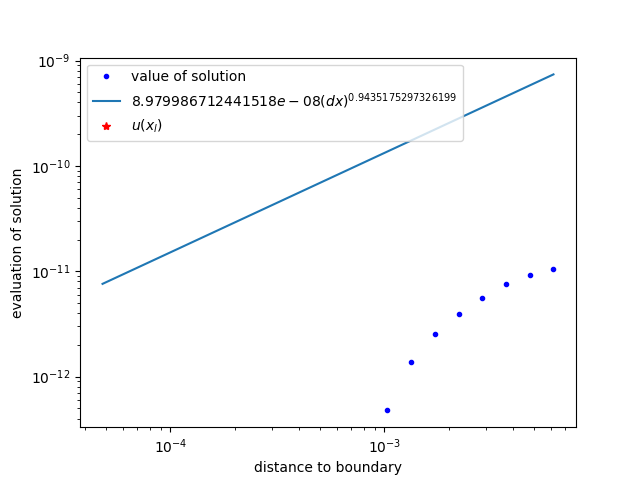 10⁻⁹
value of solution
8.979986712441518e − 08(dx)^0.9435175297326199
u(x_l)
10⁻¹⁰
10⁻¹¹
10⁻¹²
evaluation of solution
10⁻⁴
10⁻³
distance to boundary